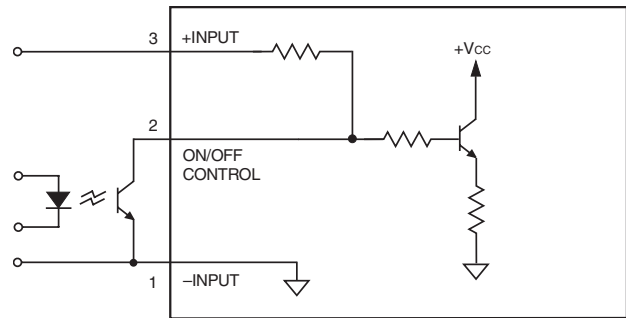 3 +INPUT
+Vcc
2
ON/OFF
CONTROL
1 –INPUT